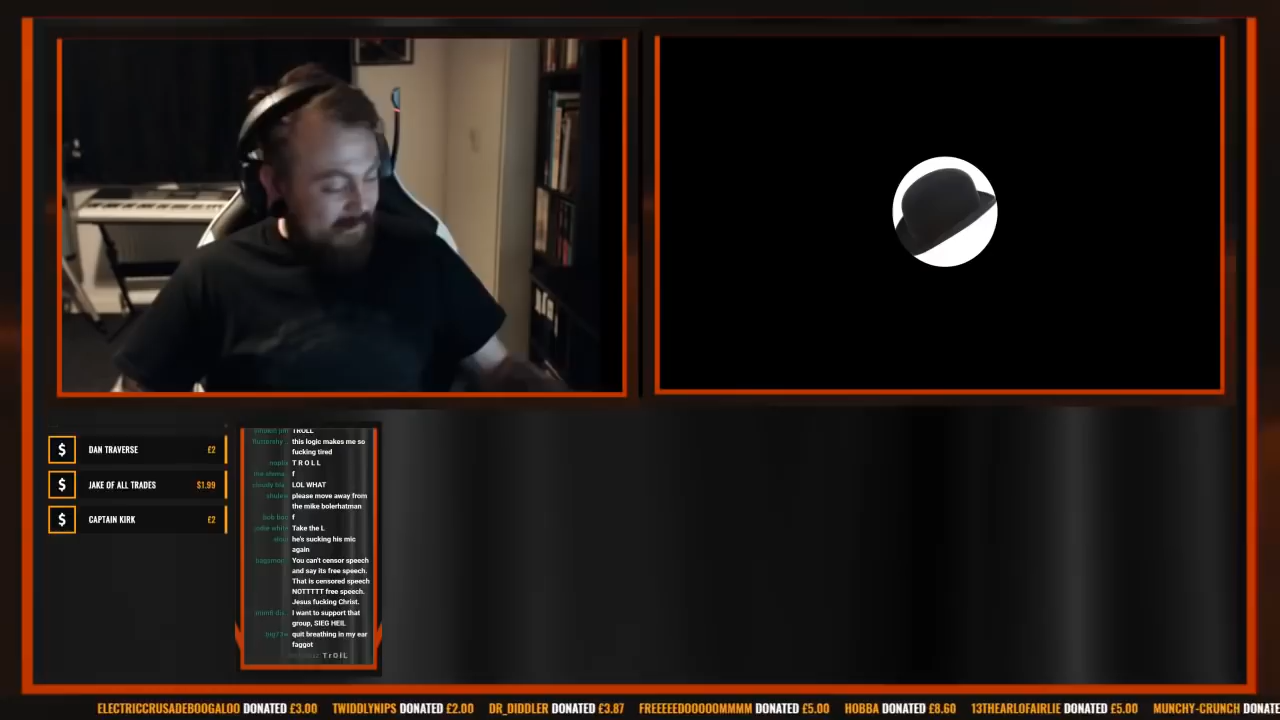 $ DAN TRAVERSE £2
$ JAKE OF ALL TRADES $1.99
$ CAPTAIN KIRK £2
TROLL
this logic makes me so
fucking tired
T R O L L
f
LOL WHAT
please move away from
the mike bolerhatman
bob f
Take the L
he's sucking his mic
again
You can't censor speech
and say its free speech.
That is censored speech
NOTTTTT free speech.
Jesus fucking Christ.
I want to support that
group, SIEG HEIL
quit breathing in my ear
faggot
T r O l L
ELECTRICCRUSADEBOOGALOO DONATED £3.00 TWIDDLYNIPS DONATED £2.00 DR_DIDDLER DONATED £3.87 FREEEEEDOOOOOMMMM DONATED £5.00 HOBBA DONATED £8.60 13THEARLOFAIRLIE DONATED £5.00 MUNCHY-CRUNCH DONATE